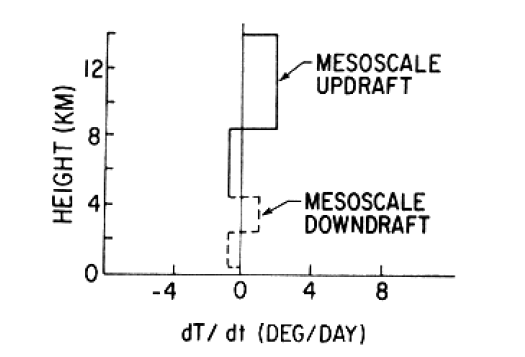 12
8
4
0
HEIGHT (KM)
MESOSCALE
UPDRAFT
MESOSCALE
DOWNDRAFT
-4 0 4 8
dT/dt (DEG/DAY)